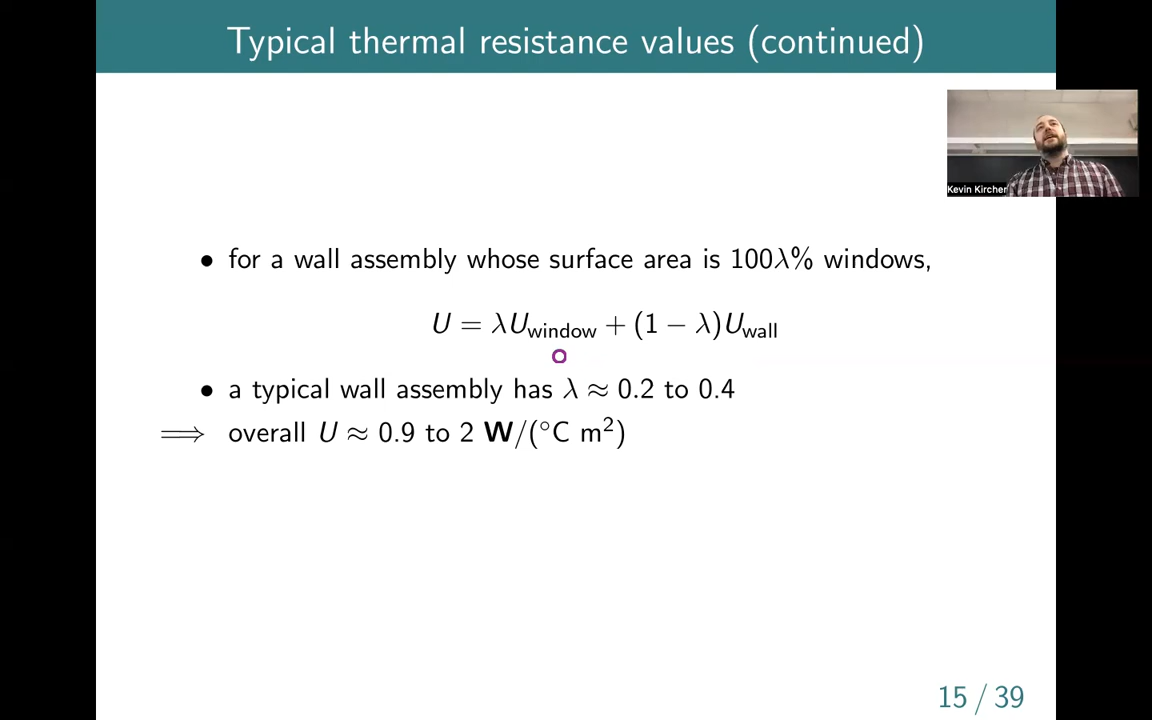 Typical thermal resistance values (continued)
Kevin Kircher
• for a wall assembly whose surface area is 100λ% windows,
U = λU_window + (1 − λ)U_wall
• a typical wall assembly has λ ≈ 0.2 to 0.4
⟹ overall U ≈ 0.9 to 2 W/(°C m²)
15 / 39